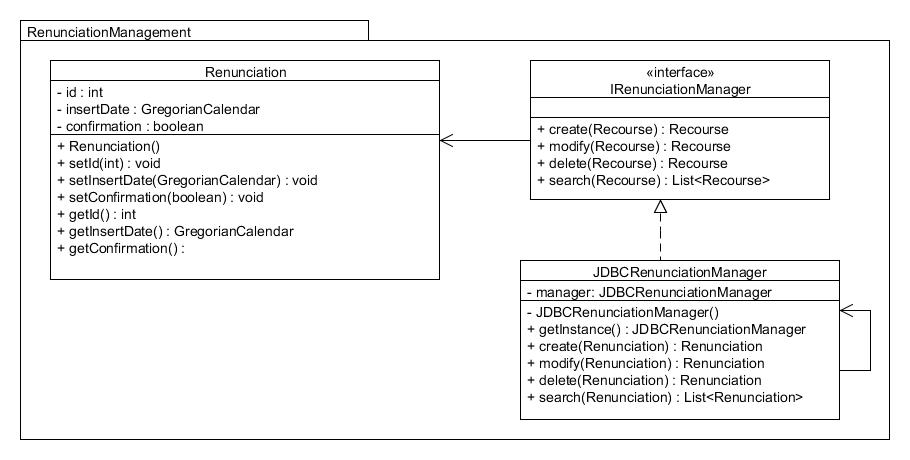 RenunciationManagement
Renunciation
- id : int
- insertDate : GregorianCalendar
- confirmation : boolean
+ Renunciation()
+ setId(int) : void
+ setInsertDate(GregorianCalendar) : void
+ setConfirmation(boolean) : void
+ getId() : int
+ getInsertDate() : GregorianCalendar
+ getConfirmation() :
«interface»
IRenunciationManager
+ create(Recourse) : Recourse
+ modify(Recourse) : Recourse
+ delete(Recourse) : Recourse
+ search(Recourse) : List<Recourse>
JDBCRenunciationManager
- manager: JDBCRenunciationManager
- JDBCRenunciationManager()
+ getInstance() : JDBCRenunciationManager
+ create(Renunciation) : Renunciation
+ modify(Renunciation) : Renunciation
+ delete(Renunciation) : Renunciation
+ search(Renunciation) : List<Renunciation>